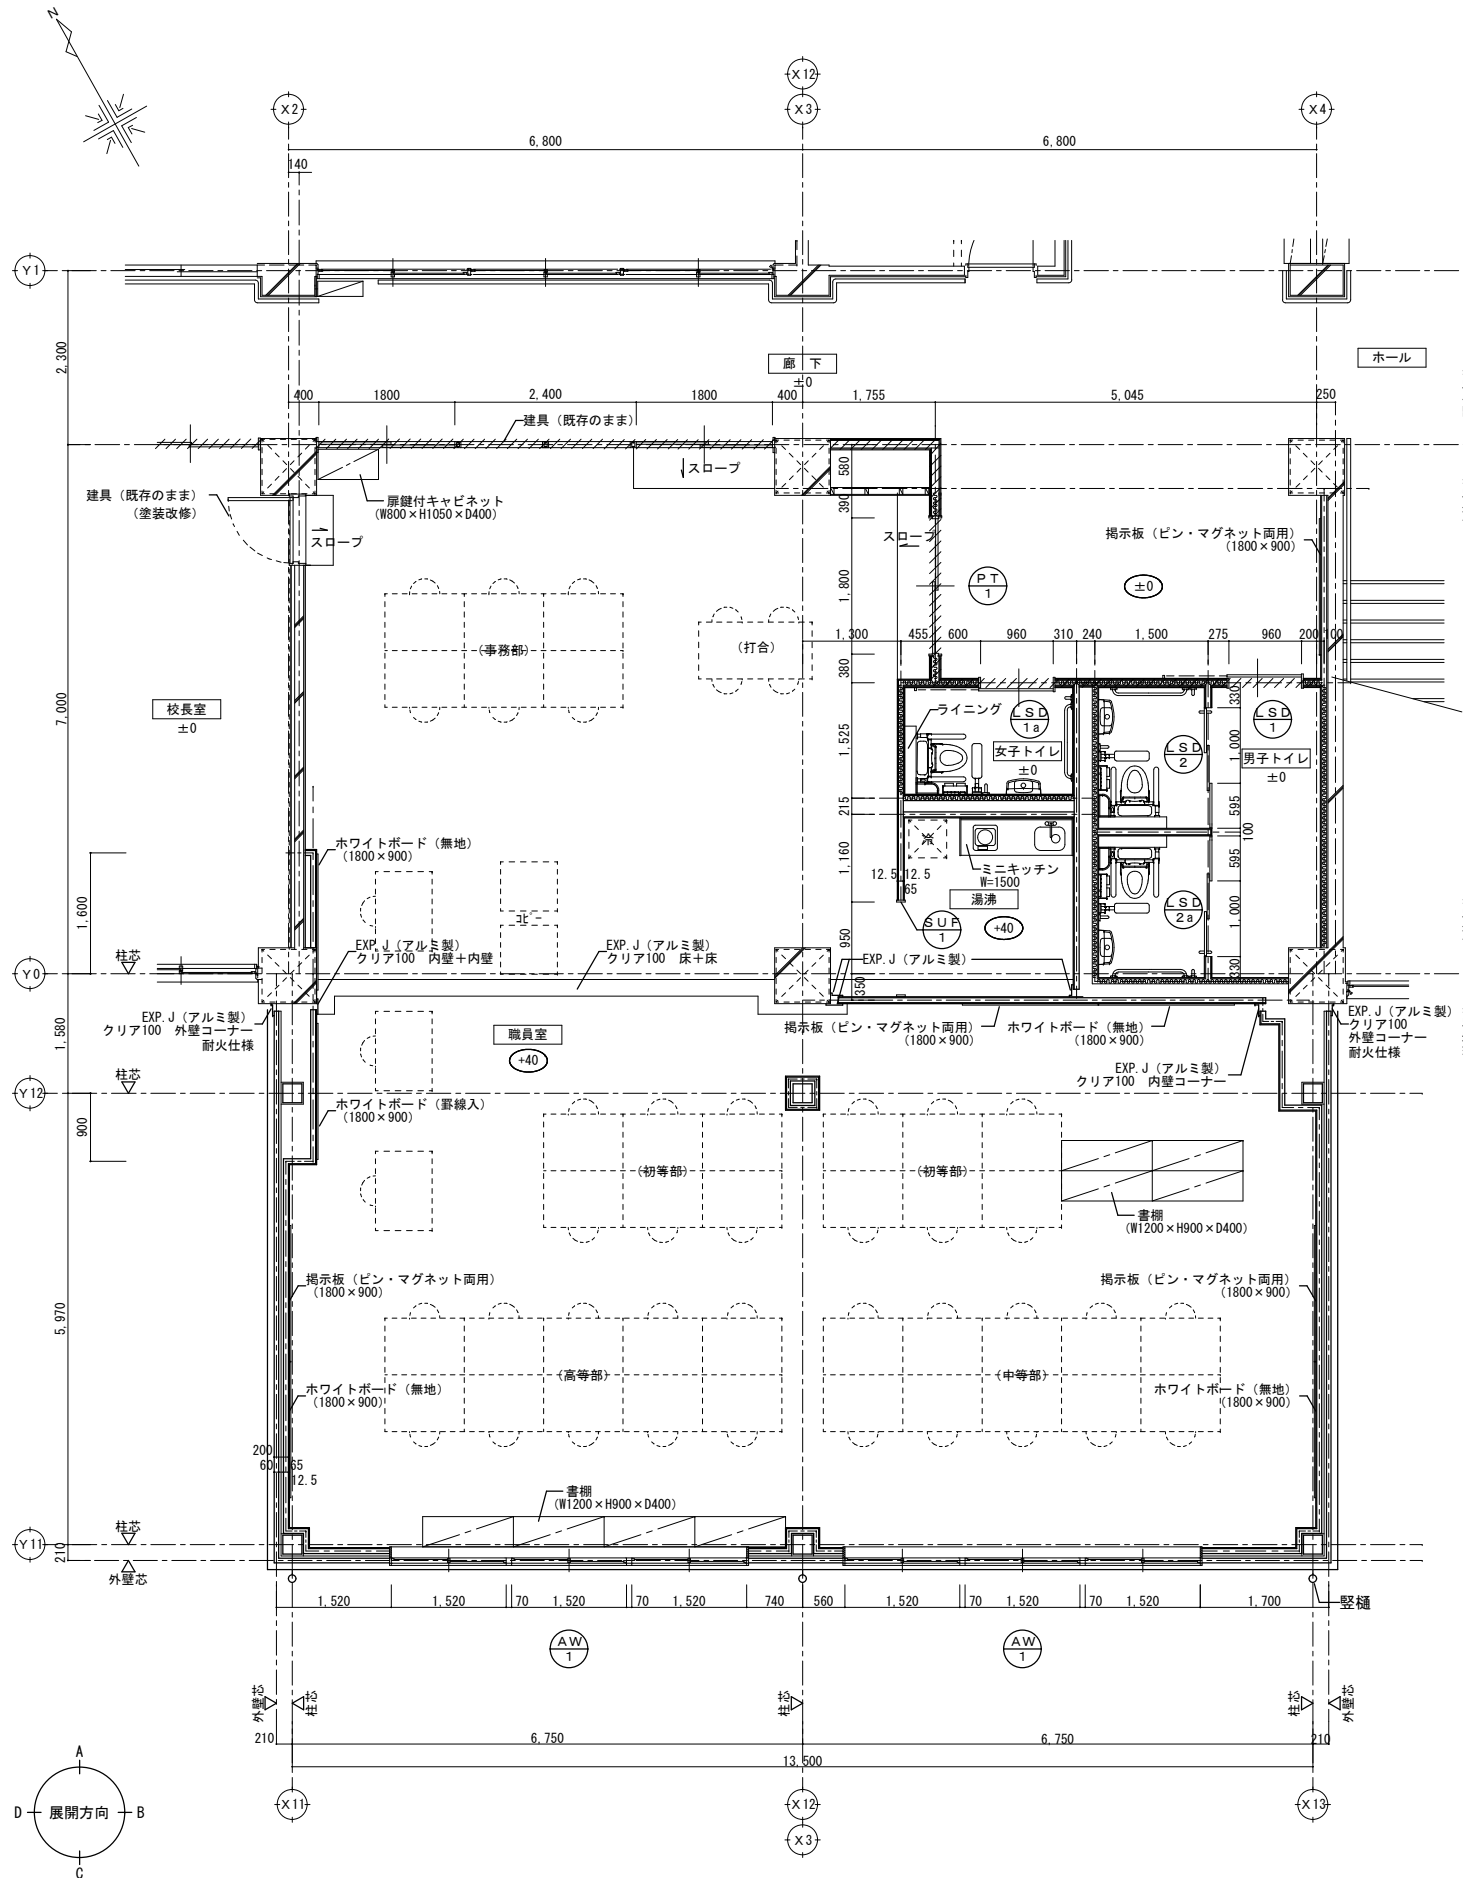 N
X12
X2
X3
X4
6,800
6,800
140
Y1
2,300
廊 下
±0
ホール
400
1800
2,400
1800
400
1,755
5,045
250
建具（既存のまま）
スロープ
580
390
建具（既存のまま）
（塗装改修）
扉鍵付キャビネット
(W800×H1050×D400)
スロープ
スロープ
掲示板（ピン・マグネット両用）
(1800×900)
PT
1
±0
1,800
1,300
455
600
960
310
240
1,500
275
960
200
100
（事務部）
（打合）
380
7,000
校長室
±0
ライニング
LSD
1a
女子トイレ
±0
1,525
LSD
2
330
1,000
LSD
1
男子トイレ
±0
215
595
100
ホワイトボード（無地）
(1800×900)
冷
ミニキッチン
W=1500
1,160
12.5
12.5
65
湯沸
595
1,600
コピー
SUF
1
+40
LSD
2a
1,000
950
柱芯
EXP.J（アルミ製）
クリア100 内壁＋内壁
EXP.J（アルミ製）
クリア100 床＋床
EXP.J（アルミ製）
330
Y0
350
EXP.J（アルミ製）
クリア100 外壁コーナー
耐火仕様
職員室
+40
掲示板（ピン・マグネット両用）
(1800×900)
ホワイトボード（無地）
(1800×900)
EXP.J（アルミ製）
クリア100
外壁コーナー
耐火仕様
1,580
柱芯
EXP.J（アルミ製）
クリア100 内壁コーナー
Y12
900
ホワイトボード（罫線入）
(1800×900)
（初等部）
（初等部）
書棚
(W1200×H900×D400)
掲示板（ピン・マグネット両用）
(1800×900)
掲示板（ピン・マグネット両用）
(1800×900)
5,970
（高等部）
（中等部）
ホワイトボード（無地）
(1800×900)
ホワイトボード（無地）
(1800×900)
200
60
65
12.5
書棚
(W1200×H900×D400)
柱芯
Y11
210
外壁芯
1,520
1,520
70
1,520
70
1,520
740
560
1,520
70
1,520
70
1,520
1,700
竪樋
AW
1
AW
1
外壁芯
柱芯
柱芯
柱芯
外壁芯
210
6,750
6,750
210
13,500
A
D
展開方向
B
C
X11
X12
X13
X3